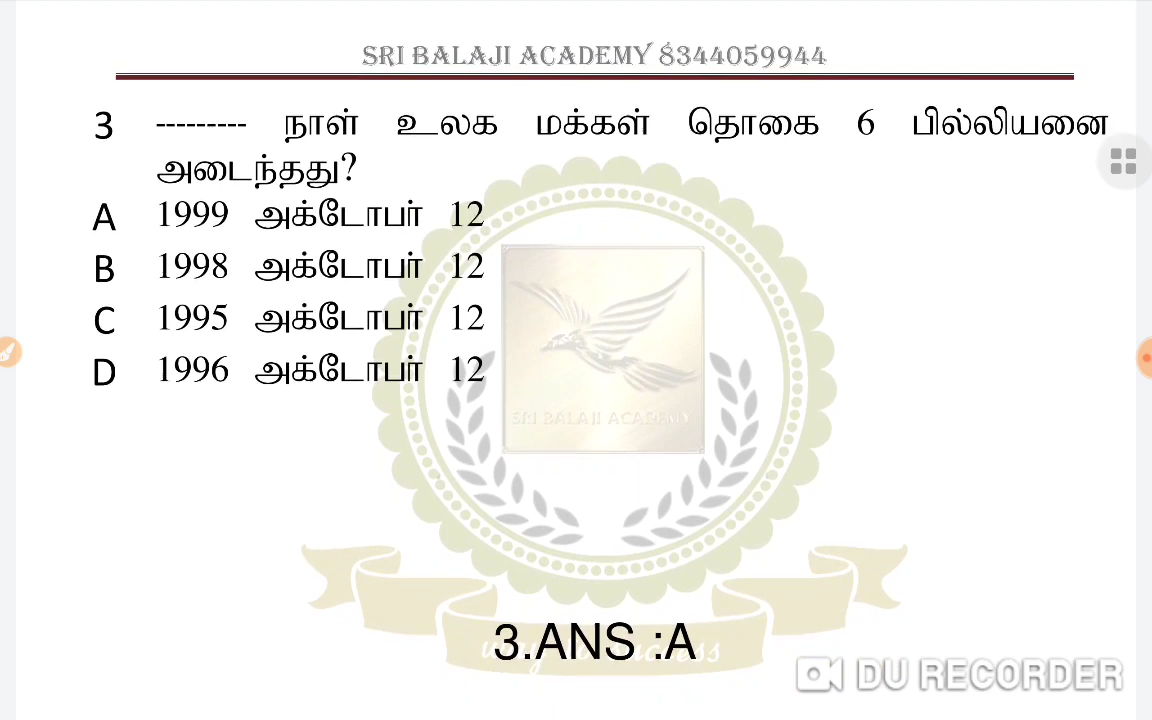 SRI BALAJI ACADEMY 8344059944
3 --------- நாள் உலக மக்கள் தொகை 6 பில்லியனை
அடைந்தது?
A 1999 அக்டோபர் 12
B 1998 அக்டோபர் 12
C 1995 அக்டோபர் 12
D 1996 அக்டோபர் 12
SRI BALAJI ACADEMY
3.ANS :A
DU RECORDER